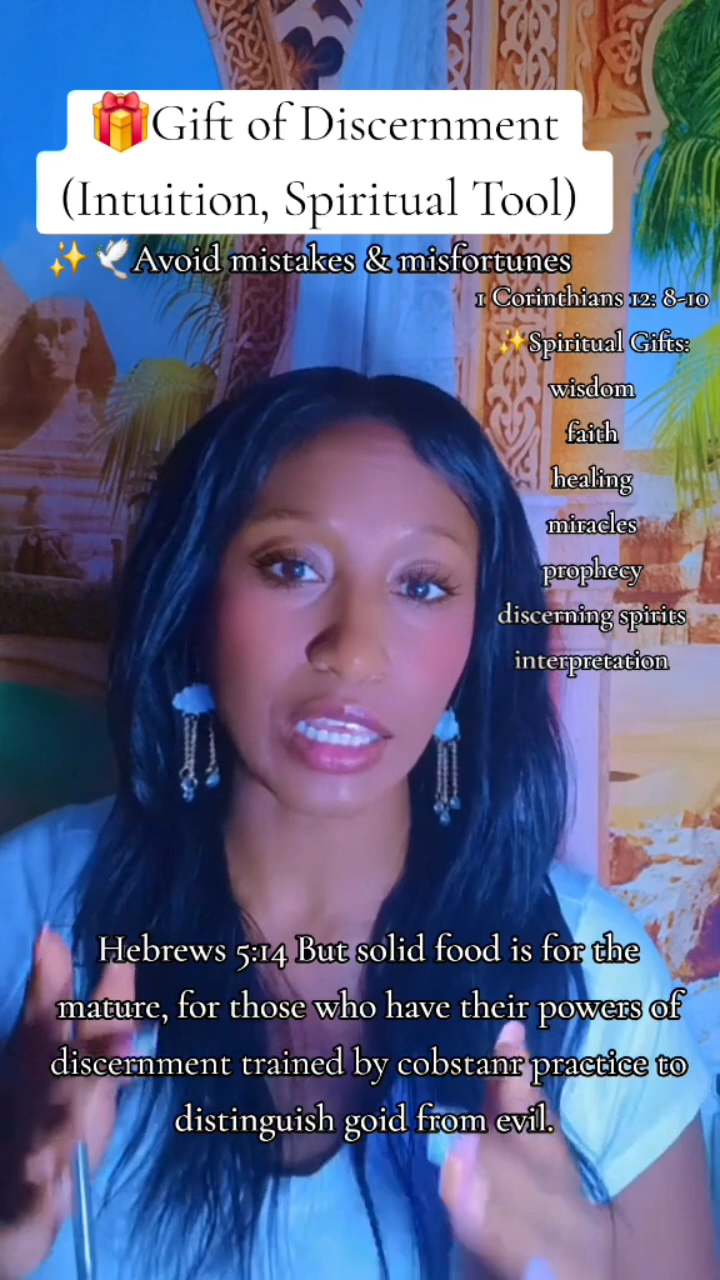 🎁Gift of Discernment
(Intuition, Spiritual Tool)
✨🕊Avoid mistakes & misfortunes
1 Corinthians 12: 8-10
✨Spiritual Gifts:
wisdom
faith
healing
miracles
prophecy
discerning spirits
interpretation
Hebrews 5:14 But solid food is for the
mature, for those who have their powers of
discernment trained by cobstanr practice to
distinguish goid from evil.